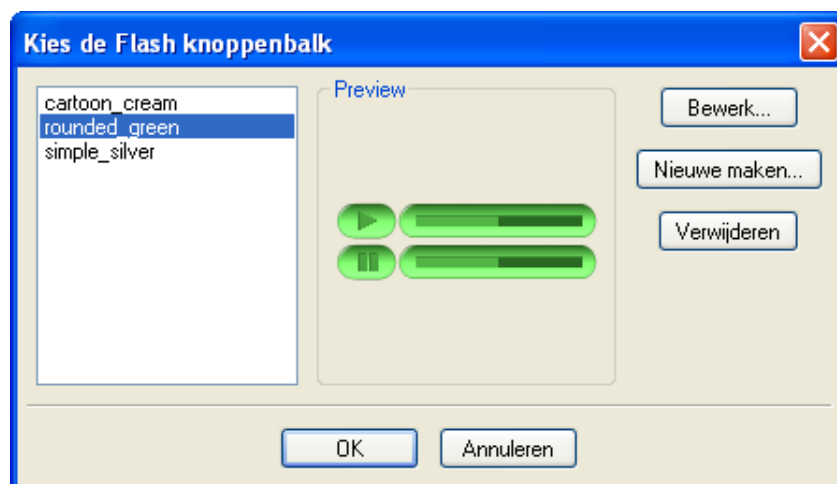 Kies de Flash knoppenbalk
cartoon_cream
rounded_green
simple_silver
Preview
Bewerk...
Nieuwe maken...
Verwijderen
OK
Annuleren